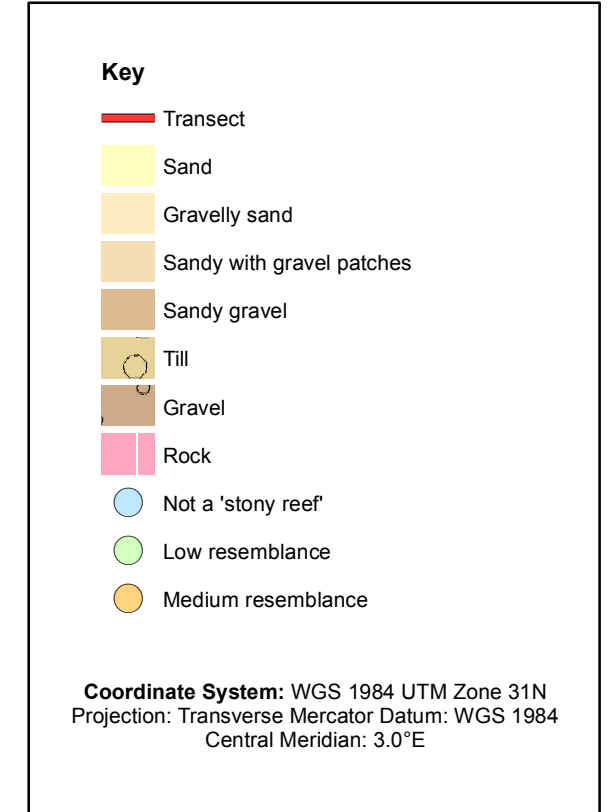 Key
Transect
Sand
Gravelly sand
Sandy with gravel patches
Sandy gravel
Till
Gravel
Rock
Not a 'stony reef'
Low resemblance
Medium resemblance
Coordinate System: WGS 1984 UTM Zone 31N
Projection: Transverse Mercator Datum: WGS 1984
Central Meridian: 3.0°E